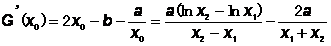 G'(x₀) = 2x₀ - b - a/x₀ = a(ln x₂ - ln x₁)/(x₂ - x₁) - 2a/(x₁ + x₂)